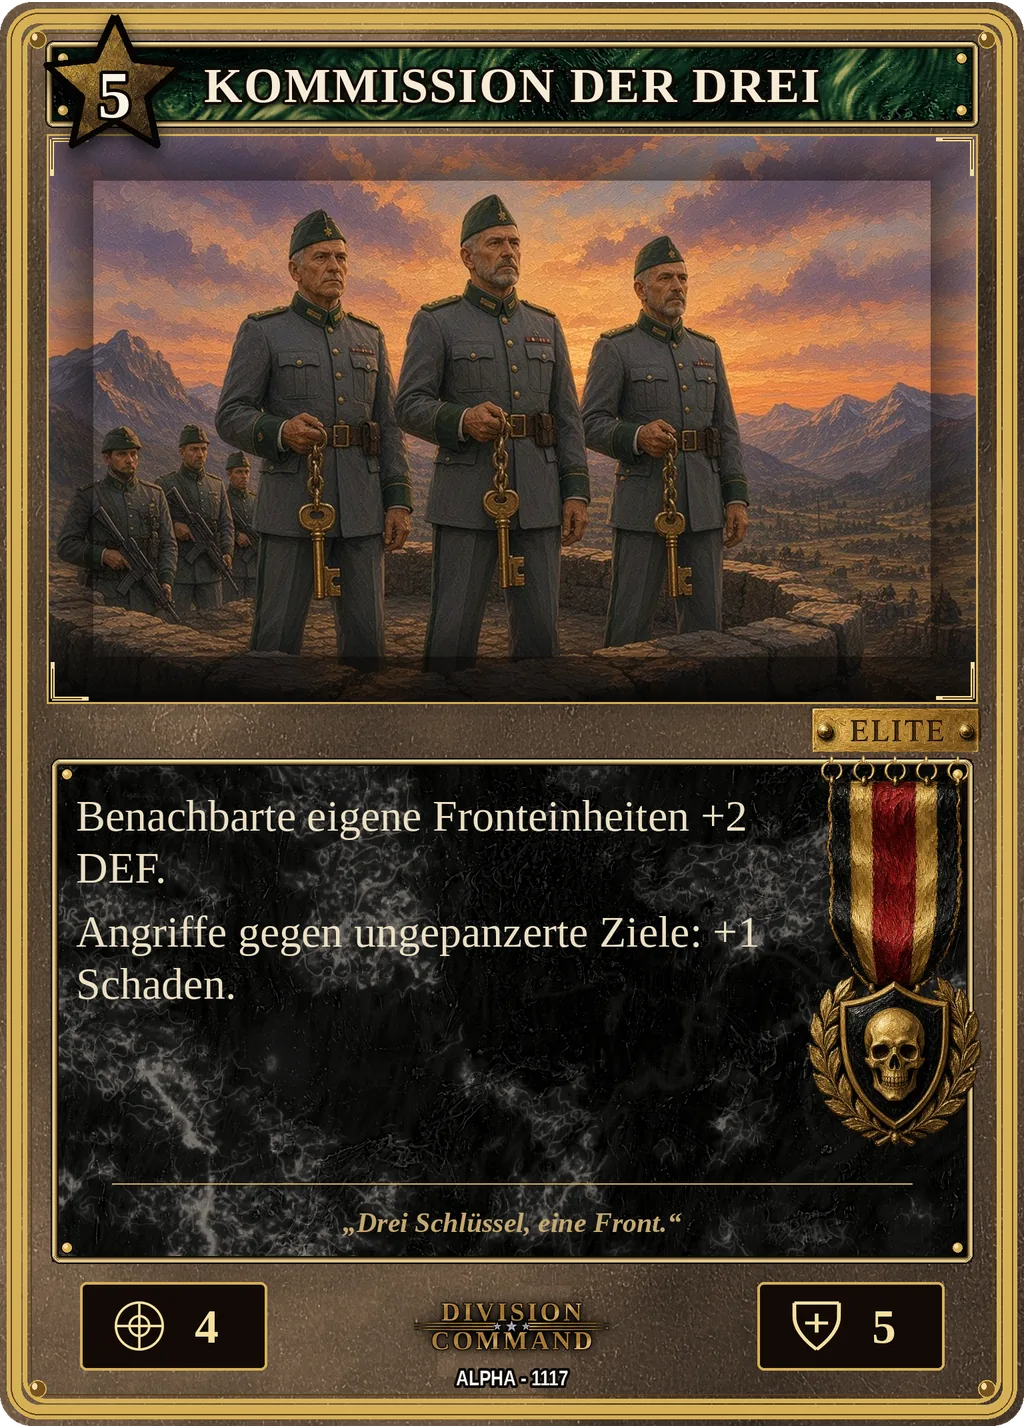 5
KOMMISSION DER DREI
ELITE
Benachbarte eigene Fronteinheiten +2
DEF.
Angriffe gegen ungepanzerte Ziele: +1
Schaden.
„Drei Schlüssel, eine Front.“
4
DIVISION
COMMAND
ALPHA - 1117
5